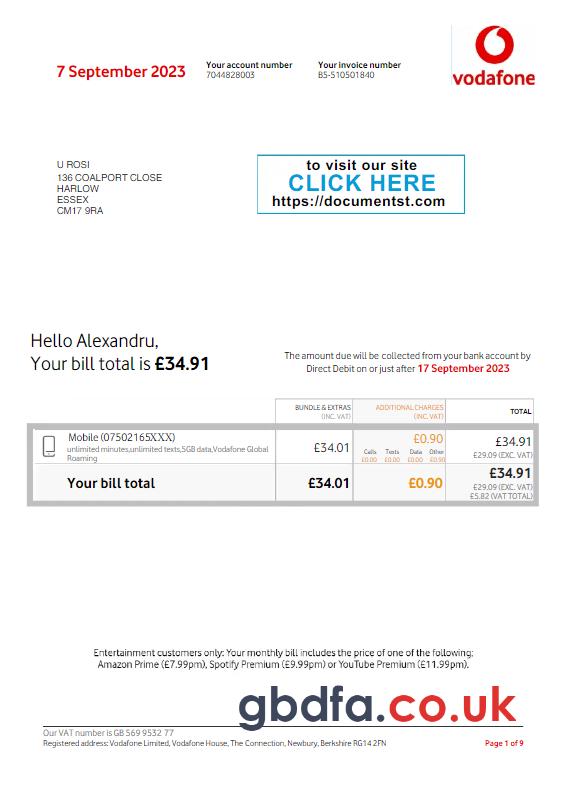 7 September 2023
Your account number
7044828003
Your invoice number
B5-510501840
vodafone
U ROSI
136 COALPORT CLOSE
HARLOW
ESSEX
CM17 9RA
to visit our site
CLICK HERE
https://documentst.com
Hello Alexandru,
Your bill total is £34.91
The amount due will be collected from your bank account by
Direct Debit on or just after 17 September 2023
BUNDLE & EXTRAS
(INC. VAT)
ADDITIONAL CHARGES
(INC. VAT)
TOTAL
Mobile (07502165XXX)
unlimited minutes,unlimited texts,5GB data,Vodafone Global
Roaming
£34.01
£0.90
Calls Texts Data Other
£0.00 £0.00 £0.00 £0.90
£34.91
£29.09 (EXC. VAT)
Your bill total
£34.01
£0.90
£34.91
£29.09 (EXC. VAT)
£5.82 (VAT TOTAL)
Entertainment customers only: Your monthly bill includes the price of one of the following:
Amazon Prime (£7.99pm), Spotify Premium (£9.99pm) or YouTube Premium (£11.99pm).
gbdfa.co.uk
Our VAT number is GB 569 9532 77
Registered address: Vodafone Limited, Vodafone House, The Connection, Newbury, Berkshire RG14 2FN
Page 1 of 9